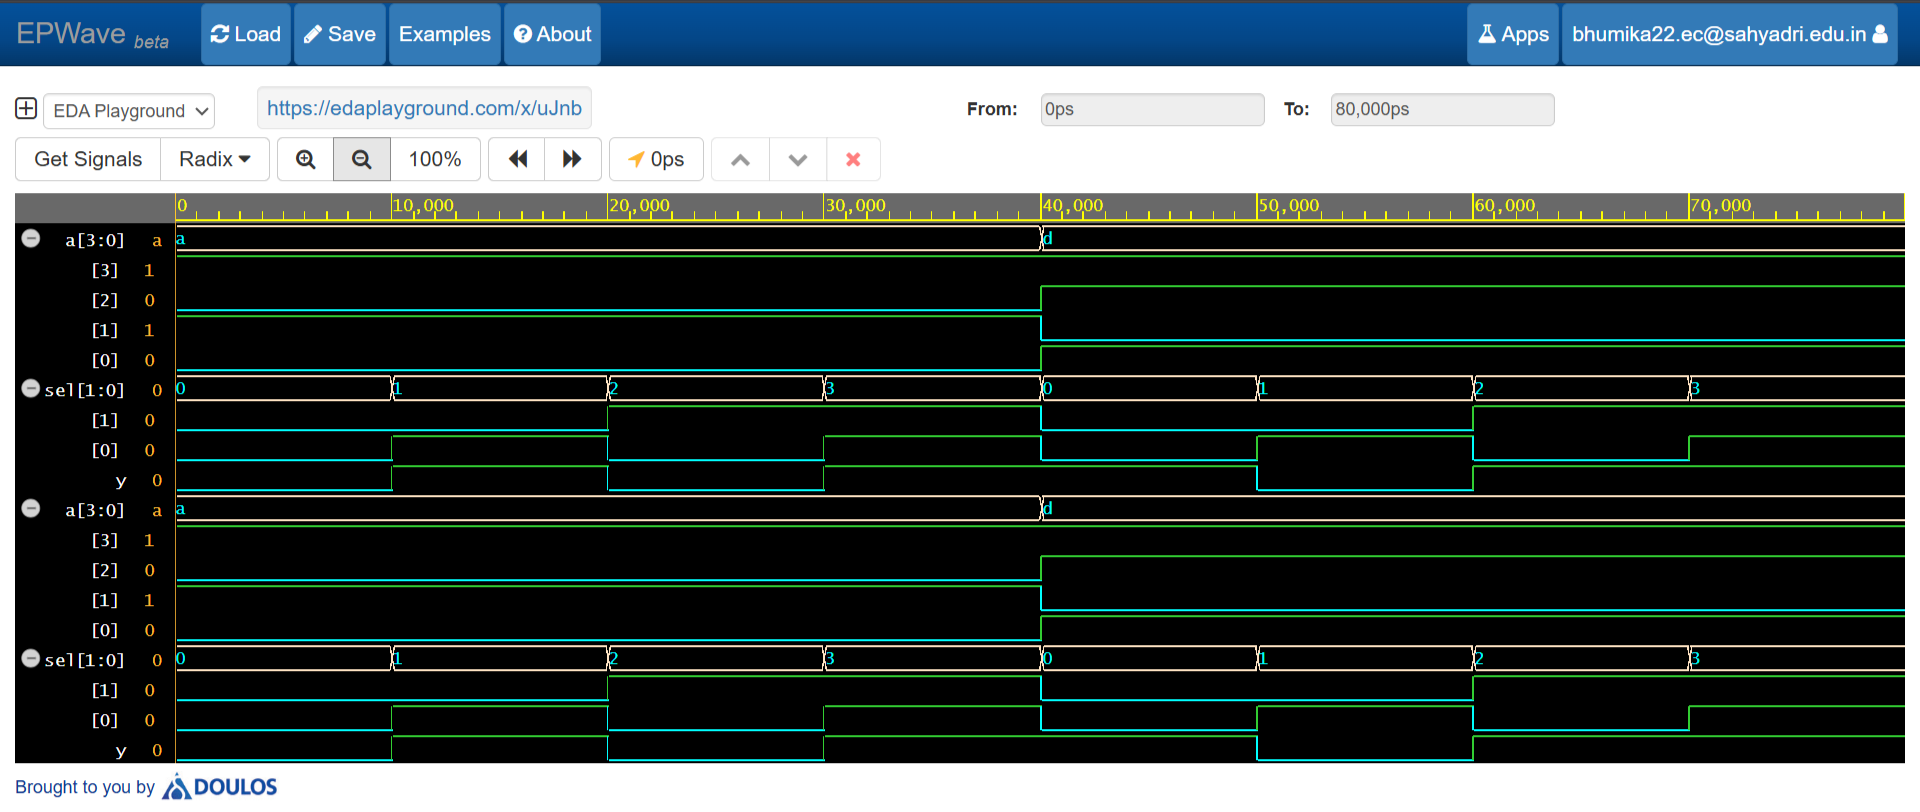 EPWave beta Load Save Examples About Apps bhumika22.ec@sahyadri.edu.in
EDA Playground https://edaplayground.com/x/uJnb From: 0ps To: 80,000ps
Get Signals Radix 100% 0ps
0 10,000 20,000 30,000 40,000 50,000 60,000 70,000
a[3:0] a a d
[3] 1
[2] 0
[1] 1
[0] 0
sel[1:0] 0 0 1 2 3 0 1 2 3
[1] 0
[0] 0
y 0
a[3:0] a a d
[3] 1
[2] 0
[1] 1
[0] 0
sel[1:0] 0 0 1 2 3 0 1 2 3
[1] 0
[0] 0
y 0
Brought to you by DOULOS